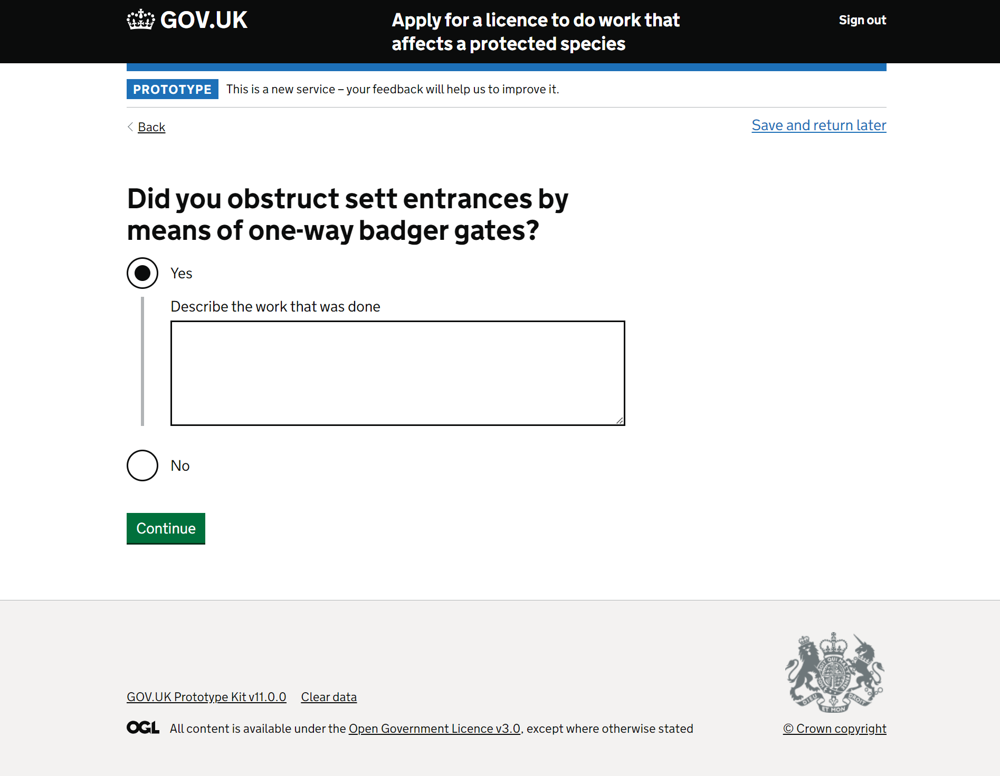 GOV.UK
Apply for a licence to do work that
affects a protected species
Sign out
PROTOTYPE This is a new service – your feedback will help us to improve it.
Back
Save and return later
Did you obstruct sett entrances by
means of one-way badger gates?
Yes
Describe the work that was done
No
Continue
GOV.UK Prototype Kit v11.0.0 Clear data
OGL All content is available under the Open Government Licence v3.0, except where otherwise stated
DIEU ET MON DROIT
© Crown copyright